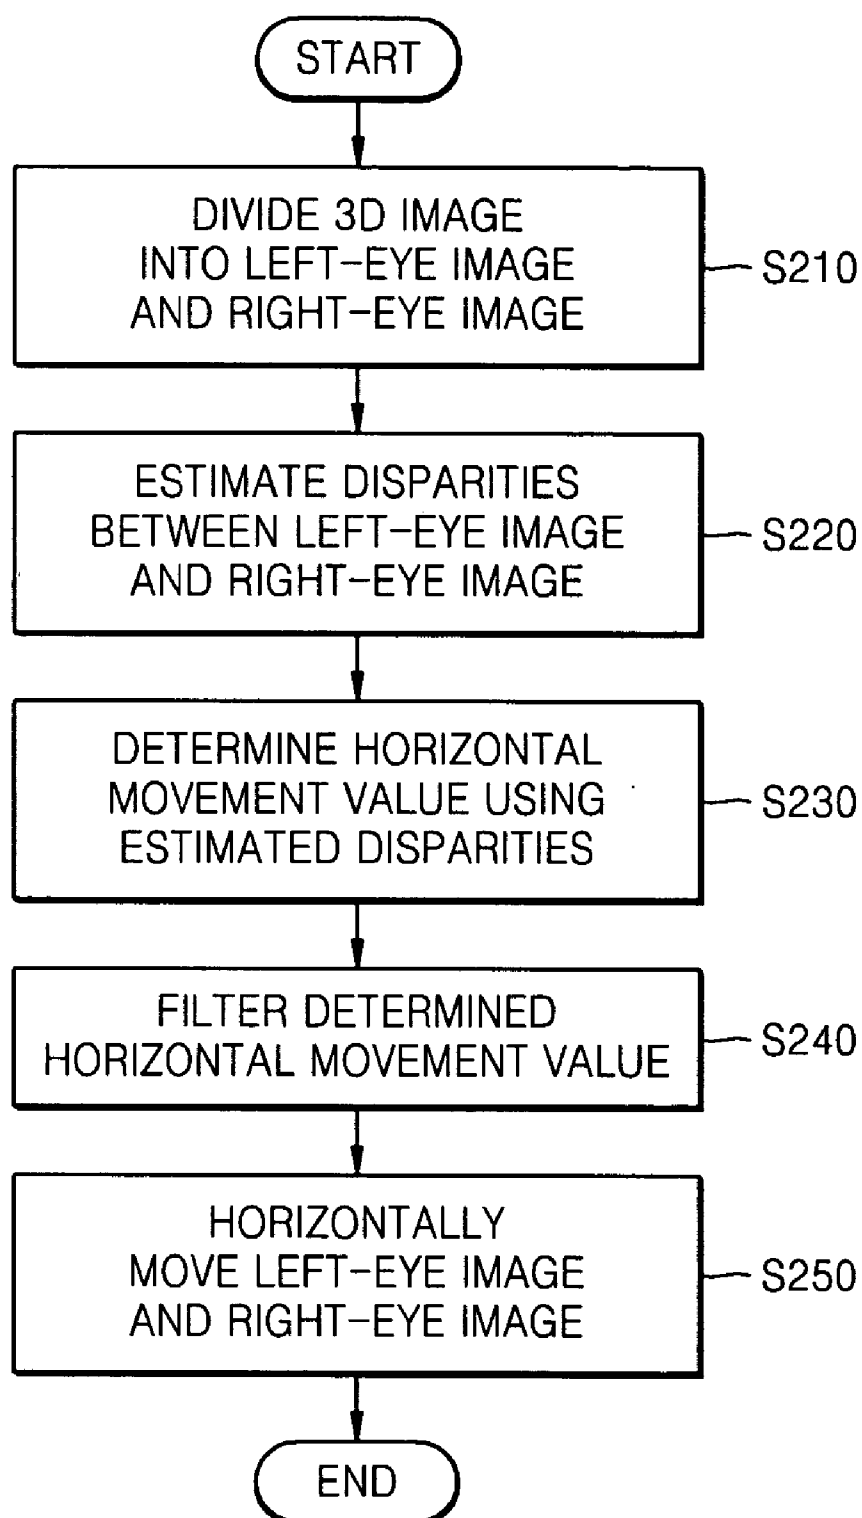 START
DIVIDE 3D IMAGE
INTO LEFT-EYE IMAGE
AND RIGHT-EYE IMAGE
S210
ESTIMATE DISPARITIES
BETWEEN LEFT-EYE IMAGE
AND RIGHT-EYE IMAGE
S220
DETERMINE HORIZONTAL
MOVEMENT VALUE USING
ESTIMATED DISPARITIES
S230
FILTER DETERMINED
HORIZONTAL MOVEMENT VALUE
S240
HORIZONTALLY
MOVE LEFT-EYE IMAGE
AND RIGHT-EYE IMAGE
S250
END